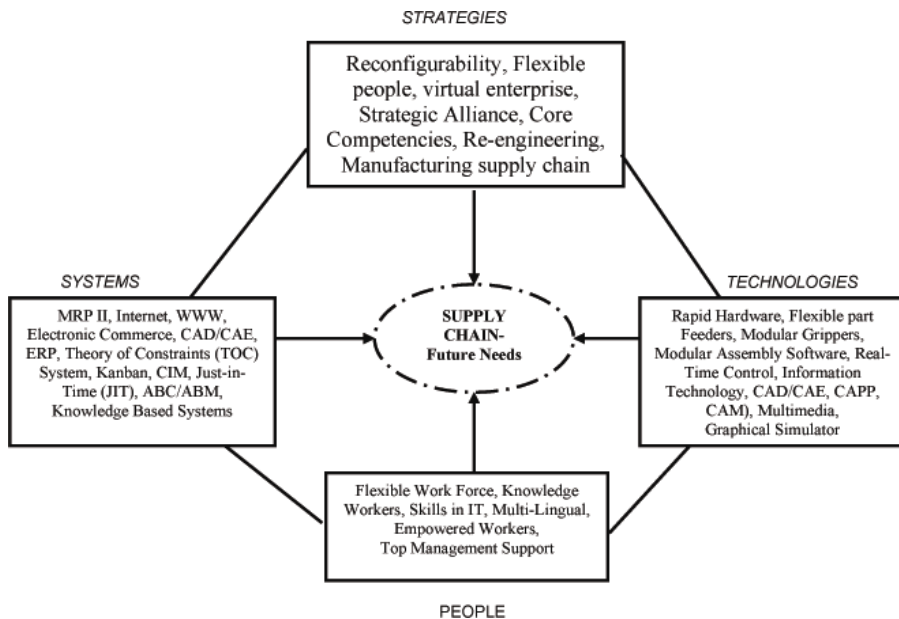 STRATEGIES
Reconfigurability, Flexible
people, virtual enterprise,
Strategic Alliance, Core
Competencies, Re-engineering,
Manufacturing supply chain
SYSTEMS
MRP II, Internet, WWW,
Electronic Commerce, CAD/CAE,
ERP, Theory of Constraints (TOC)
System, Kanban, CIM, Just-in-
Time (JIT), ABC/ABM,
Knowledge Based Systems
SUPPLY
CHAIN-
Future Needs
TECHNOLOGIES
Rapid Hardware, Flexible part
Feeders, Modular Grippers,
Modular Assembly Software, Real-
Time Control, Information
Technology, CAD/CAE, CAPP,
CAM), Multimedia,
Graphical Simulator
Flexible Work Force, Knowledge
Workers, Skills in IT, Multi-Lingual,
Empowered Workers,
Top Management Support
PEOPLE